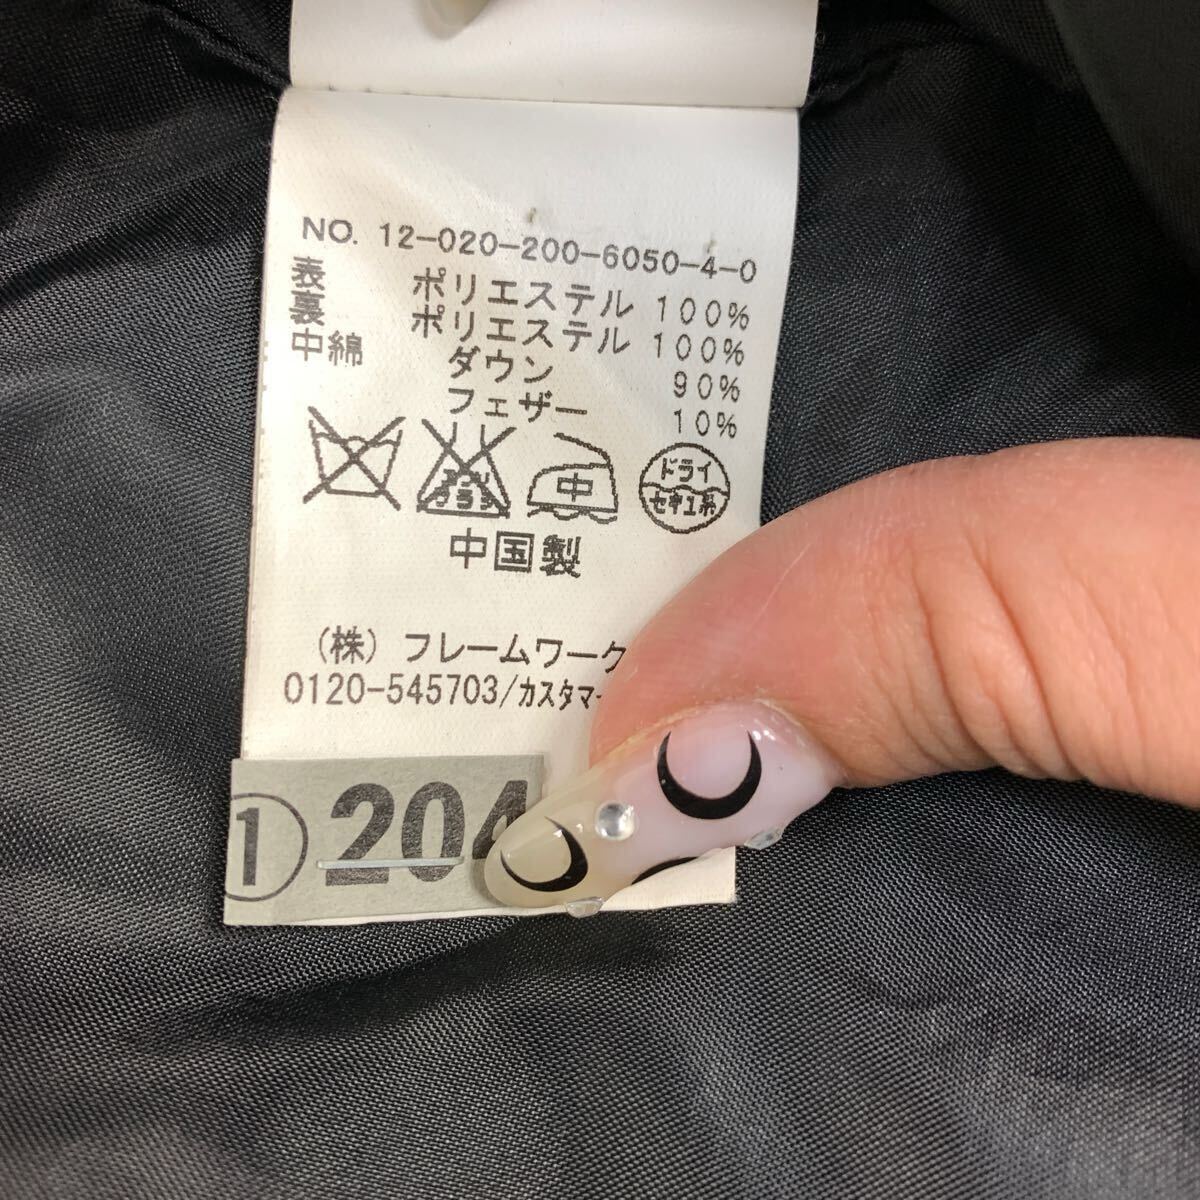 NO. 12-020-200-6050-4-0
表 ポリエステル 100%
裏 ポリエステル 100%
中綿 ダウン 90%
フェザー 10%
中 ドライ
セキユ系
中国製
(株) フレームワーク
0120-545703/カスタマー
① 204